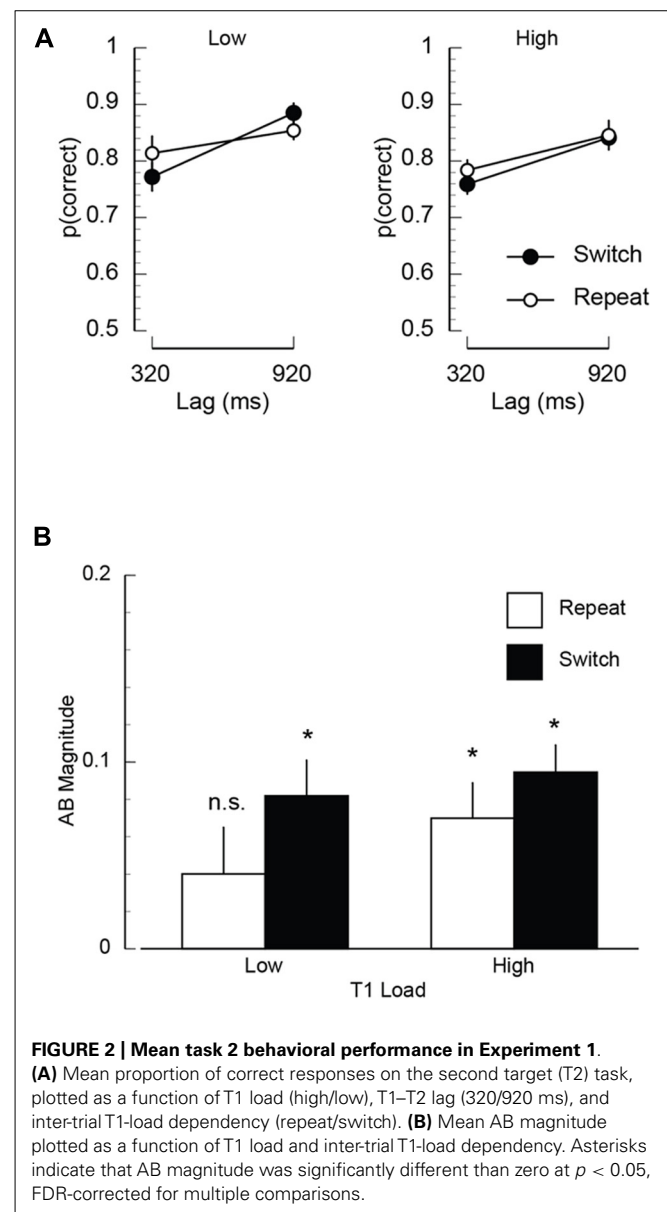 A
Low
High
1
0.9
0.8
0.7
0.6
0.5
p(correct)
320
920
Lag (ms)
1
0.9
0.8
0.7
0.6
0.5
p(correct)
Switch
Repeat
320
920
Lag (ms)
B
0.2
0.1
0
AB Magnitude
Repeat
Switch
n.s.
*
*
*
Low
High
T1 Load
FIGURE 2 | Mean task 2 behavioral performance in Experiment 1.
(A) Mean proportion of correct responses on the second target (T2) task,
plotted as a function of T1 load (high/low), T1–T2 lag (320/920 ms), and
inter-trial T1-load dependency (repeat/switch). (B) Mean AB magnitude
plotted as a function of T1 load and inter-trial T1-load dependency. Asterisks
indicate that AB magnitude was significantly different than zero at p < 0.05,
FDR-corrected for multiple comparisons.